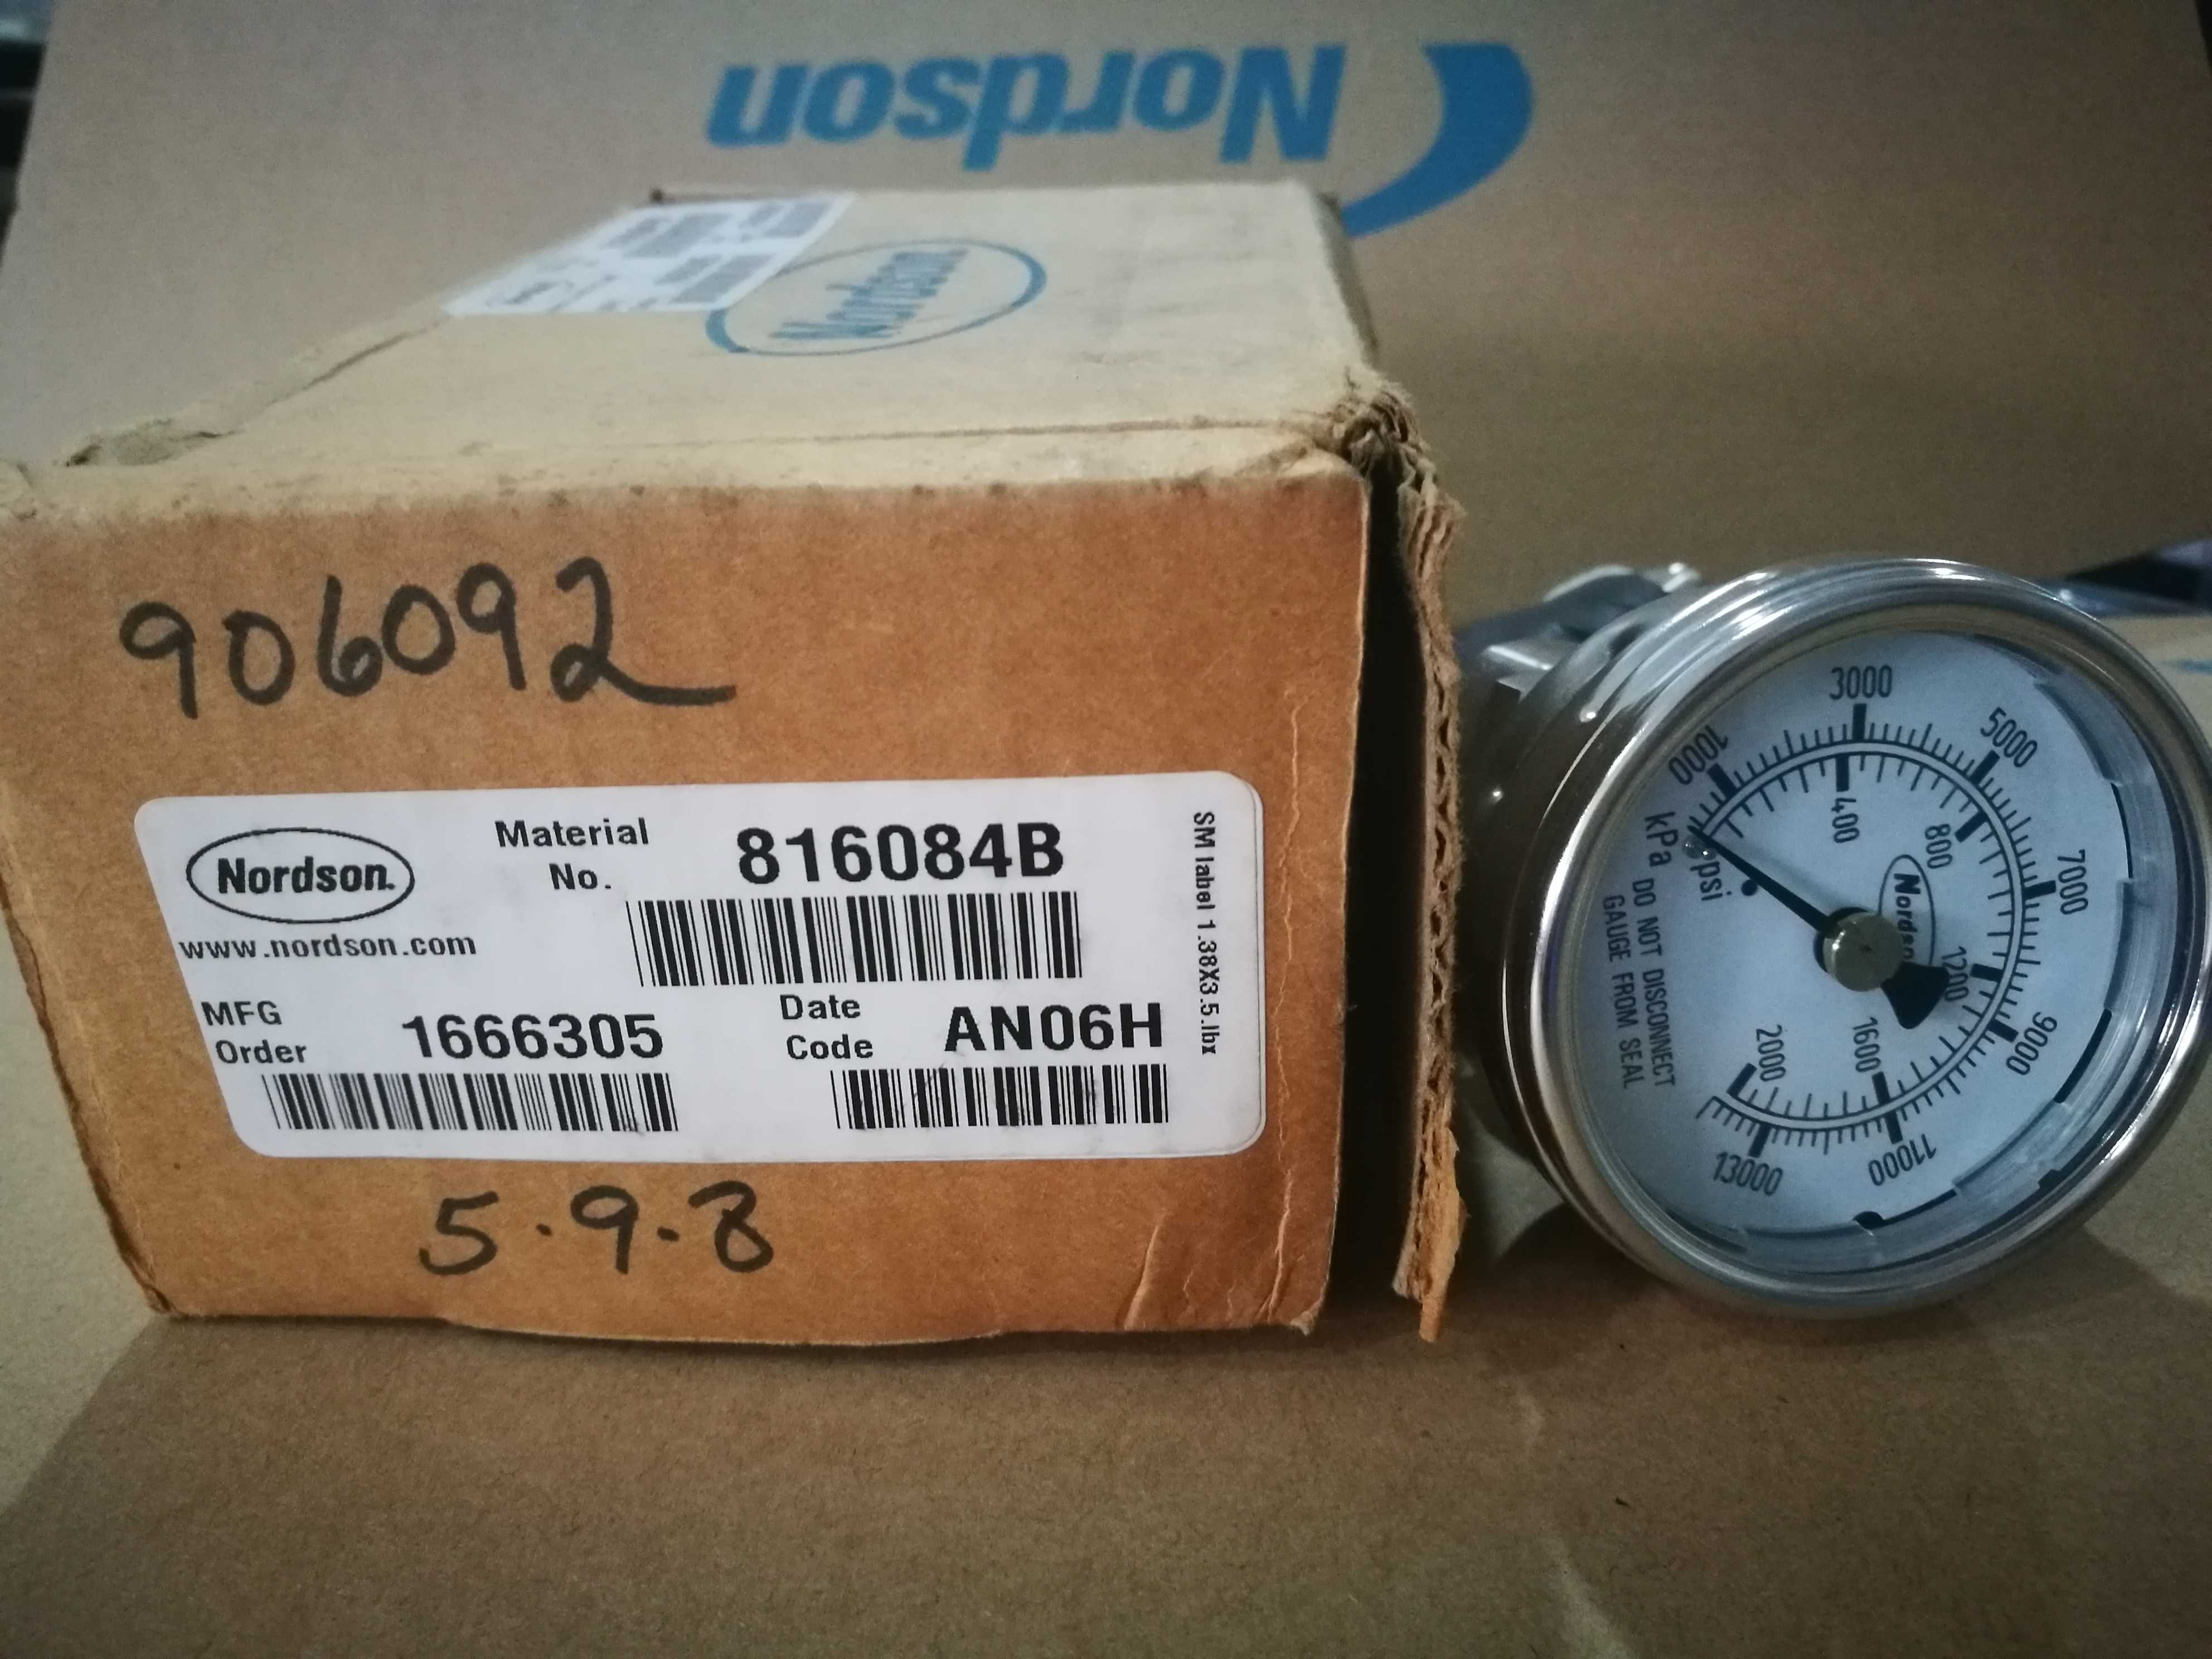 Nordson
Nordson
906092
Nordson.
www.nordson.com
Material
No.
816084B
MFG
Order
1666305
Date
Code
AN06H
SM label 1.38X3.5.lbx
5.9.8
1000
3000
5000
7000
9000
11000
13000
kPa
psi
400
800
1200
1600
2000
DO NOT DISCONNECT
GAUGE FROM SEAL